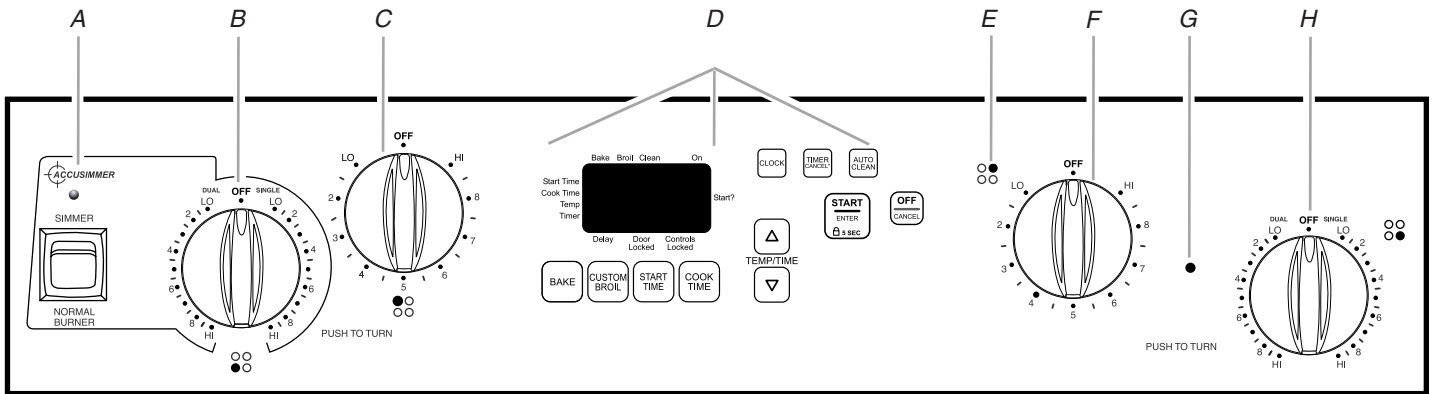 A
B
C
D
E
F
G
H
ACCUSIMMER
SIMMER
NORMAL
BURNER
DUAL OFF SINGLE
LO LO
2 2
4 4
6 6
8 8
HI HI
PUSH TO TURN
OFF
LO HI
2 8
3 7
4 6
5
Bake Broil Clean On
Start Time
Cook Time
Temp
Timer
Start?
Delay Door
Locked Controls
Locked
BAKE
CUSTOM
BROIL
START
TIME
COOK
TIME
CLOCK
TIMER
CANCEL*
AUTO
CLEAN
TEMP/TIME
START
ENTER
5 SEC
OFF
CANCEL
OFF
LO HI
2 8
3 7
4 6
5
PUSH TO TURN
DUAL OFF SINGLE
LO LO
2 2
4 4
6 6
8 8
HI HI